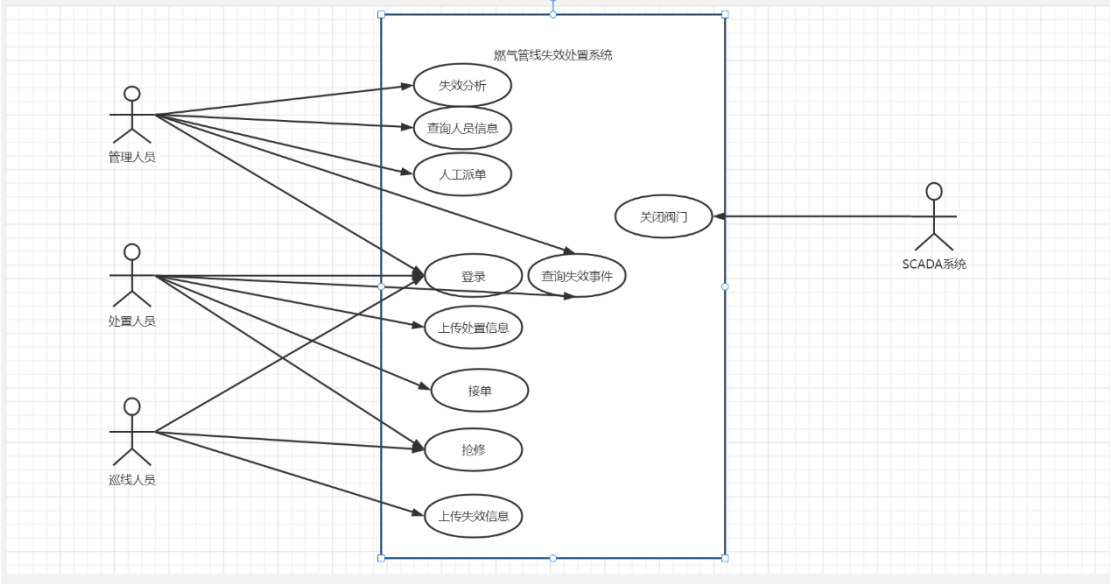 燃气管线失效处置系统
失效分析
查询人员信息
管理人员
人工派单
关闭阀门
SCADA系统
登录
查询失效事件
处置人员
上传处置信息
接单
抢修
巡线人员
上传失效信息